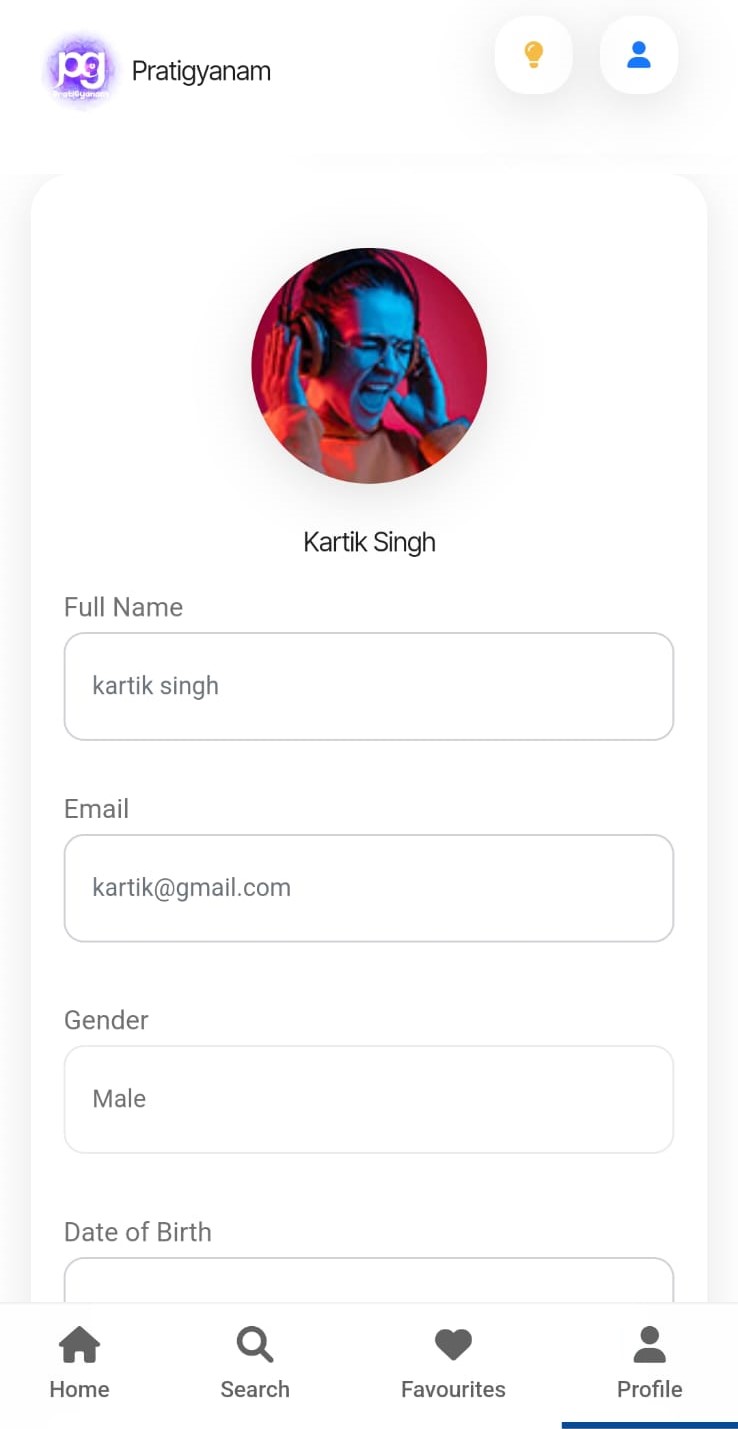 pg
PratiGyanam
Pratigyanam
Kartik Singh
Full Name
kartik singh
Email
kartik@gmail.com
Gender
Male
Date of Birth
Home
Search
Favourites
Profile